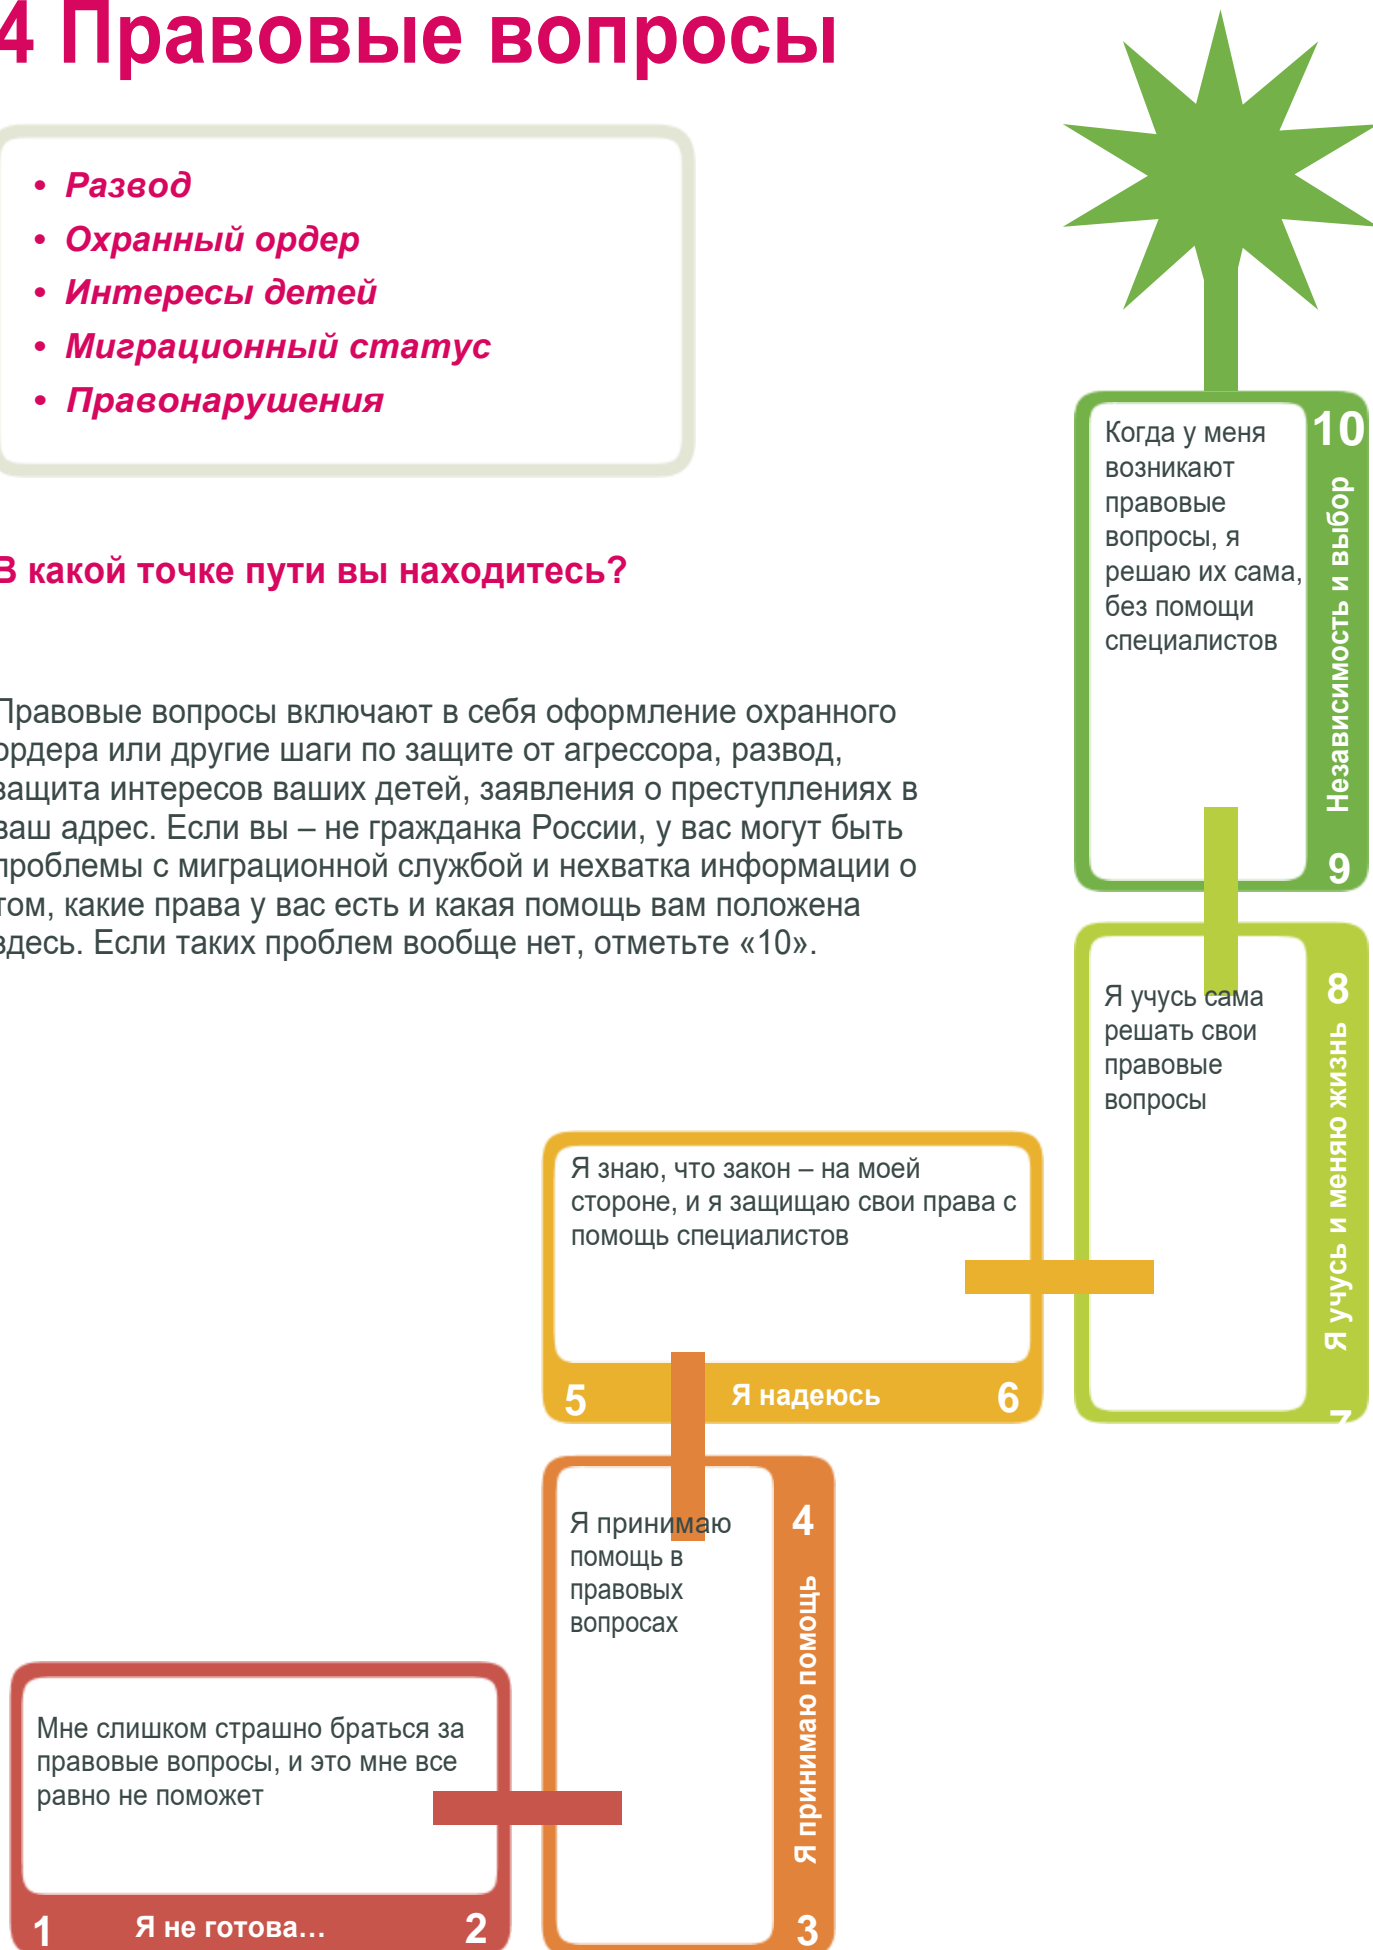 4 Правовые вопросы
• Развод
• Охранный ордер
• Интересы детей
• Миграционный статус
• Правонарушения
В какой точке пути вы находитесь?
Правовые вопросы включают в себя оформление охранного
ордера или другие шаги по защите от агрессора, развод,
защита интересов ваших детей, заявления о преступлениях в
ваш адрес. Если вы – не гражданка России, у вас могут быть
проблемы с миграционной службой и нехватка информации о
том, какие права у вас есть и какая помощь вам положена
здесь. Если таких проблем вообще нет, отметьте «10».
Когда у меня
возникают
правовые
вопросы, я
решаю их сама,
без помощи
специалистов
10
Независимость и выбор
9
Я учусь сама
решать свои
правовые
вопросы
8
Я учусь и меняю жизнь
7
Я знаю, что закон – на моей
стороне, и я защищаю свои права с
помощь специалистов
5 Я надеюсь 6
Я принимаю
помощь в
правовых
вопросах
4
Я принимаю помощь
3
Мне слишком страшно браться за
правовые вопросы, и это мне все
равно не поможет
1 Я не готова... 2